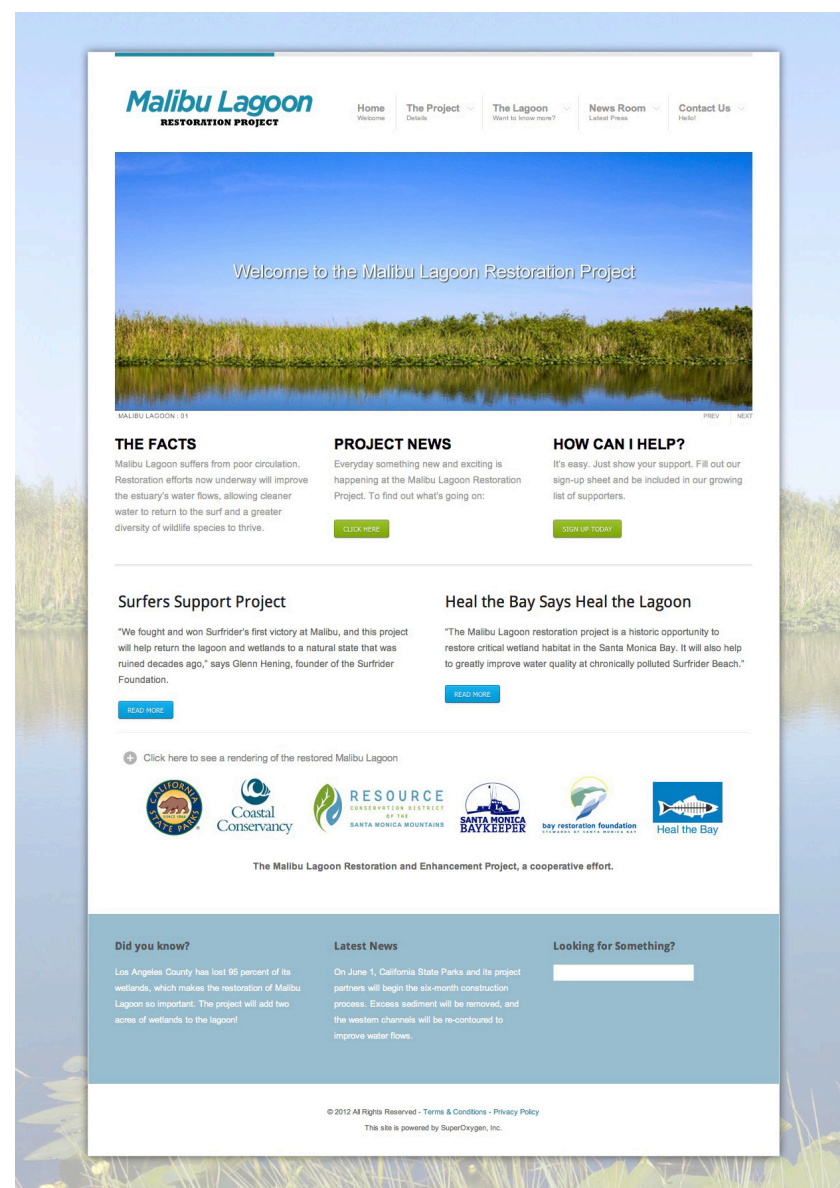 Malibu Lagoon
RESTORATION PROJECT
Home
Welcome
The Project
Details
The Lagoon
Want to know more?
News Room
Latest Press
Contact Us
Hello!
Welcome to the Malibu Lagoon Restoration Project
MALIBU LAGOON : 01
PREV
NEXT
THE FACTS
Malibu Lagoon suffers from poor circulation.
Restoration efforts now underway will improve
the estuary's water flows, allowing cleaner
water to return to the surf and a greater
diversity of wildlife species to thrive.
PROJECT NEWS
Everyday something new and exciting is
happening at the Malibu Lagoon Restoration
Project. To find out what's going on:
CLICK HERE
HOW CAN I HELP?
It's easy. Just show your support. Fill out our
sign-up sheet and be included in our growing
list of supporters.
SIGN UP TODAY
Surfers Support Project
"We fought and won Surfrider's first victory at Malibu, and this project
will help return the lagoon and wetlands to a natural state that was
ruined decades ago," says Glenn Hening, founder of the Surfrider
Foundation.
READ MORE
Heal the Bay Says Heal the Lagoon
"The Malibu Lagoon restoration project is a historic opportunity to
restore critical wetland habitat in the Santa Monica Bay. It will also help
to greatly improve water quality at chronically polluted Surfrider Beach."
READ MORE
Click here to see a rendering of the restored Malibu Lagoon
CALIFORNIA
SINCE 1864
STATE PARKS
®
Coastal
Conservancy
RESOURCE
CONSERVATION DISTRICT
OF THE
SANTA MONICA MOUNTAINS
SANTA MONICA
BAYKEEPER
bay restoration foundation
STEWARDS OF SANTA MONICA BAY
Heal the Bay
The Malibu Lagoon Restoration and Enhancement Project, a cooperative effort.
Did you know?
Los Angeles County has lost 95 percent of its
wetlands, which makes the restoration of Malibu
Lagoon so important. The project will add two
acres of wetlands to the lagoon!
Latest News
On June 1, California State Parks and its project
partners will begin the six-month construction
process. Excess sediment will be removed, and
the western channels will be re-contoured to
improve water flows.
Looking for Something?
© 2012 All Rights Reserved - Terms & Conditions - Privacy Policy
This site is powered by SuperOxygen, Inc.